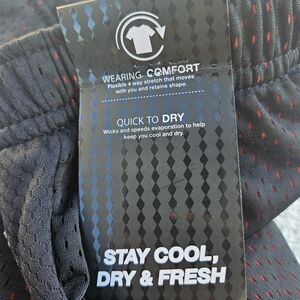 WEARING COMFORT
Flexible 4 way stretch that moves
with you and retains shape.
QUICK TO DRY
Wicks and speeds evaporation to help
keep you cool and dry.
STAY COOL,
DRY & FRESH